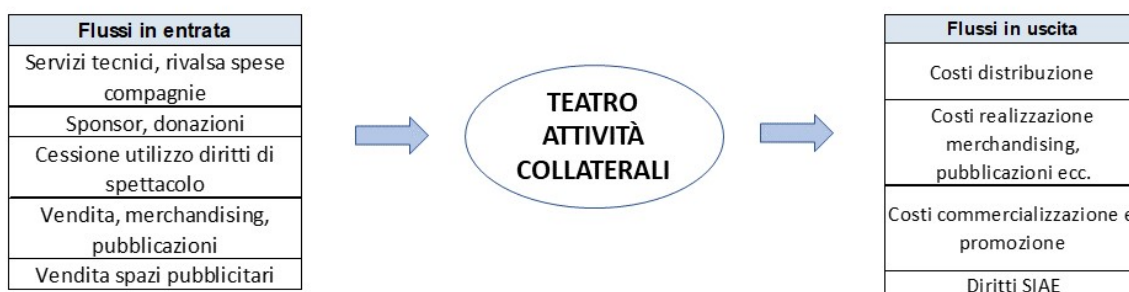 Flussi in entrata
Servizi tecnici, rivalsa spese
compagnie
Sponsor, donazioni
Cessione utilizzo diritti di
spettacolo
Vendita, merchandising,
pubblicazioni
Vendita spazi pubblicitari
TEATRO
ATTIVITÀ
COLLATERALI
Flussi in uscita
Costi distribuzione
Costi realizzazione
merchandising,
pubblicazioni ecc.
Costi commercializzazione e
promozione
Diritti SIAE